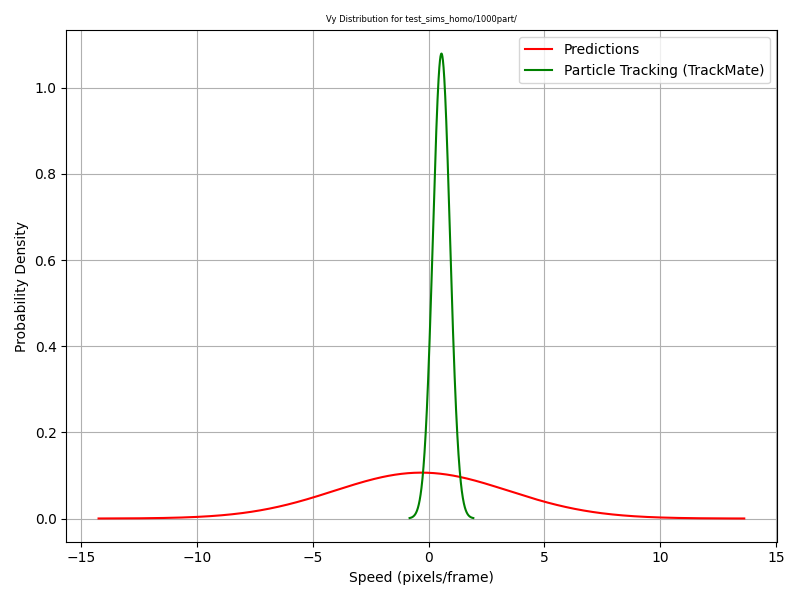 Vy Distribution for test_sims_homo/1000part/
Predictions
Particle Tracking (TrackMate)
Probability Density
1.0
0.8
0.6
0.4
0.2
0.0
−15
−10
−5
0
5
10
15
Speed (pixels/frame)